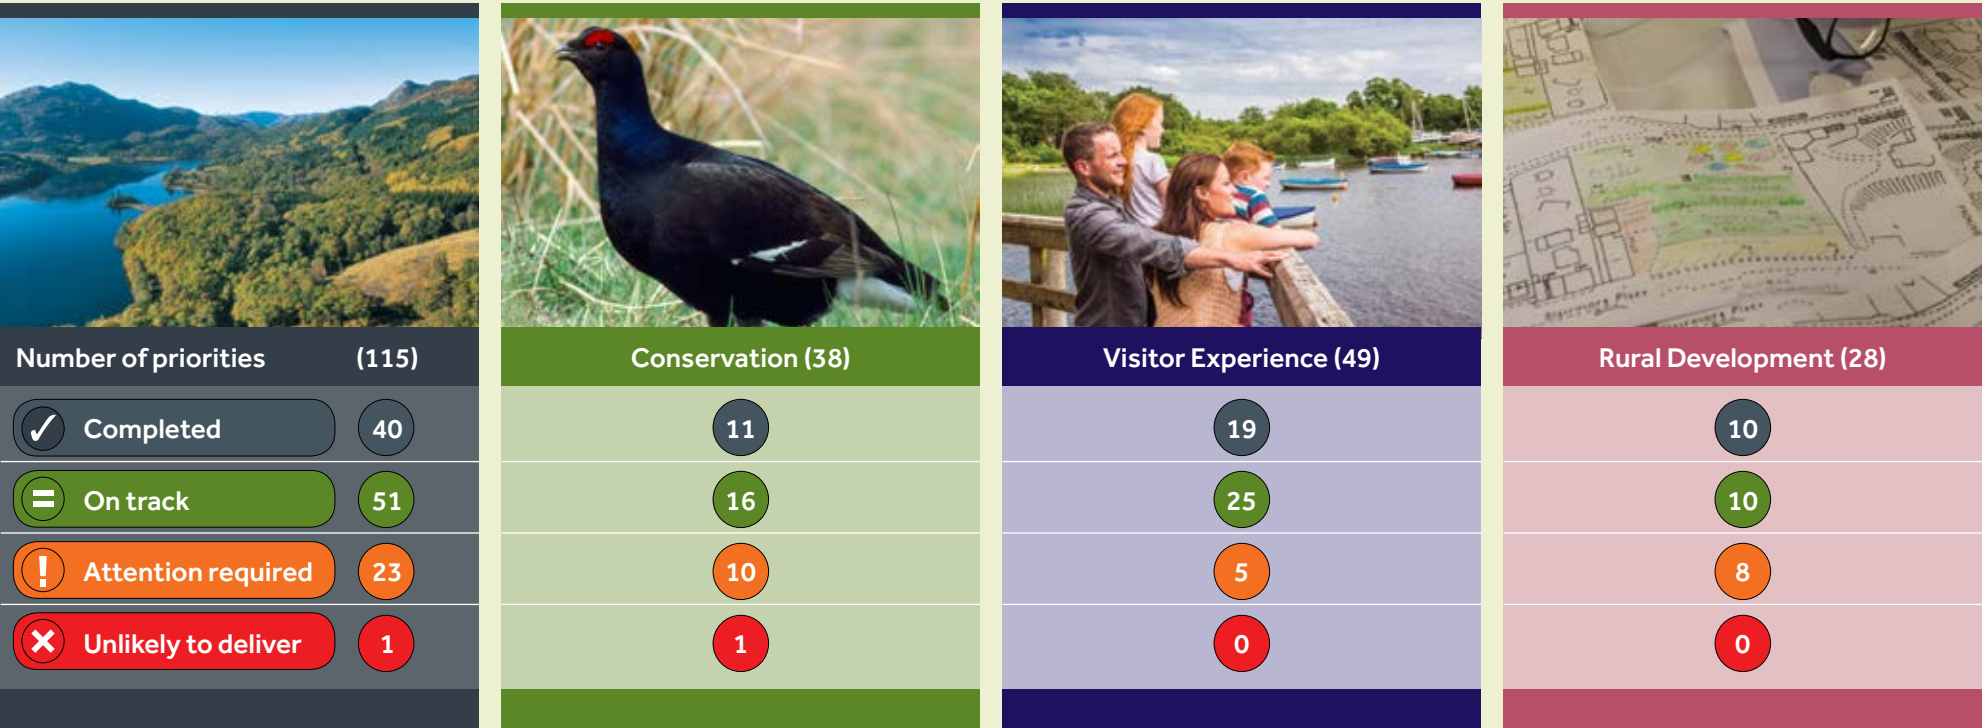 Number of priorities (115)
Completed 40
On track 51
Attention required 23
Unlikely to deliver 1
Conservation (38)
11
16
10
1
Visitor Experience (49)
19
25
5
0
Rural Development (28)
10
10
8
0